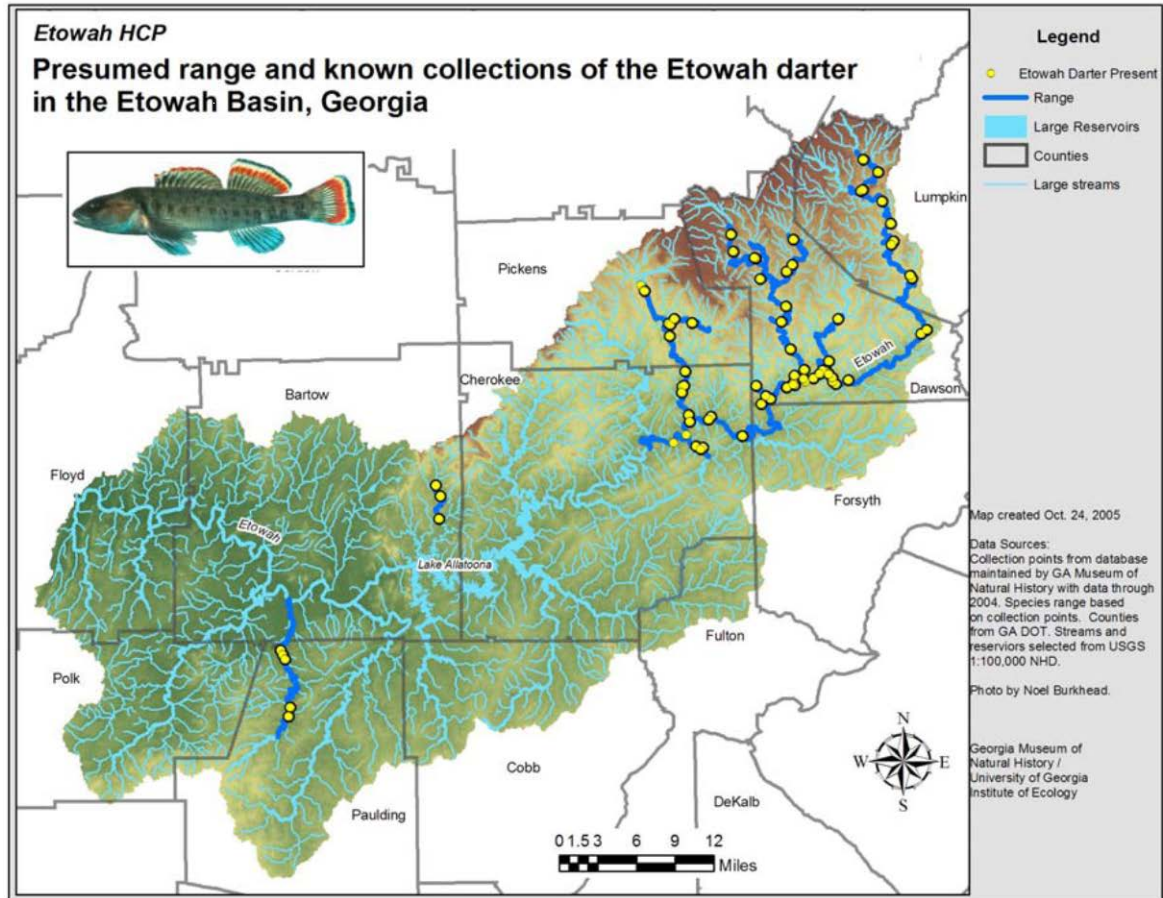 Etowah HCP
Presumed range and known collections of the Etowah darter
in the Etowah Basin, Georgia
Legend
Etowah Darter Present
Range
Large Reservoirs
Counties
Large streams
Lumpkin
Pickens
Etowah
Dawson
Cherokee
Bartow
Floyd
Forsyth
Etowah
Lake Allatoona
Fulton
Polk
Cobb
DeKalb
Paulding
N
W
E
S
0 1.5 3 6 9 12
Miles
Map created Oct. 24, 2005
Data Sources:
Collection points from database
maintained by GA Museum of
Natural History with data through
2004. Species range based
on collection points. Counties
from GA DOT. Streams and
reserviors selected from USGS
1:100,000 NHD.
Photo by Noel Burkhead.
Georgia Museum of
Natural History /
University of Georgia
Institute of Ecology